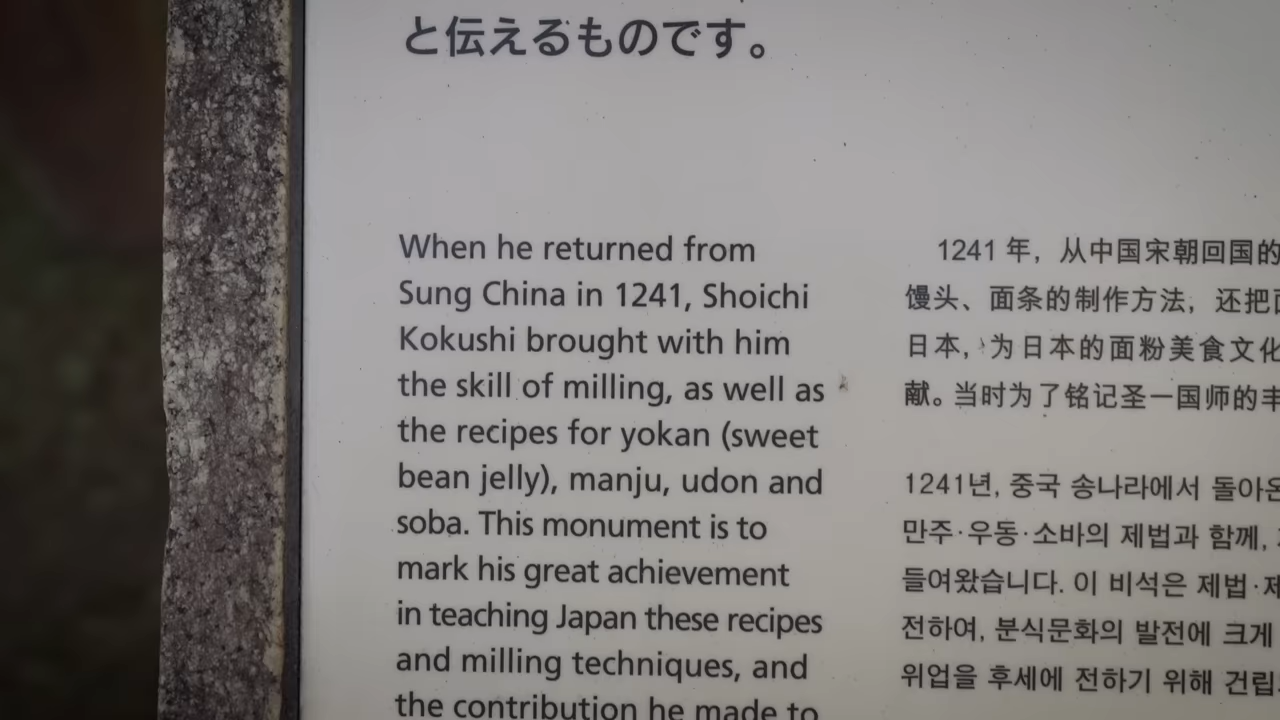 と伝えるものです。
When he returned from
Sung China in 1241, Shoichi
Kokushi brought with him
the skill of milling, as well as
the recipes for yokan (sweet
bean jelly), manju, udon and
soba. This monument is to
mark his great achievement
in teaching Japan these recipes
and milling techniques, and
the contribution he made to
1241 年，从中国宋朝回国的
馒头、面条的制作方法，还把
日本，为日本的面粉美食文化
献。当时为了铭记圣一国师的丰
1241년, 중국 송나라에서 돌아온
만주·우동·소바의 제법과 함께,
들여왔습니다. 이 비석은 제법·제
전하여, 분식문화의 발전에 크게
위업을 후세에 전하기 위해 건립